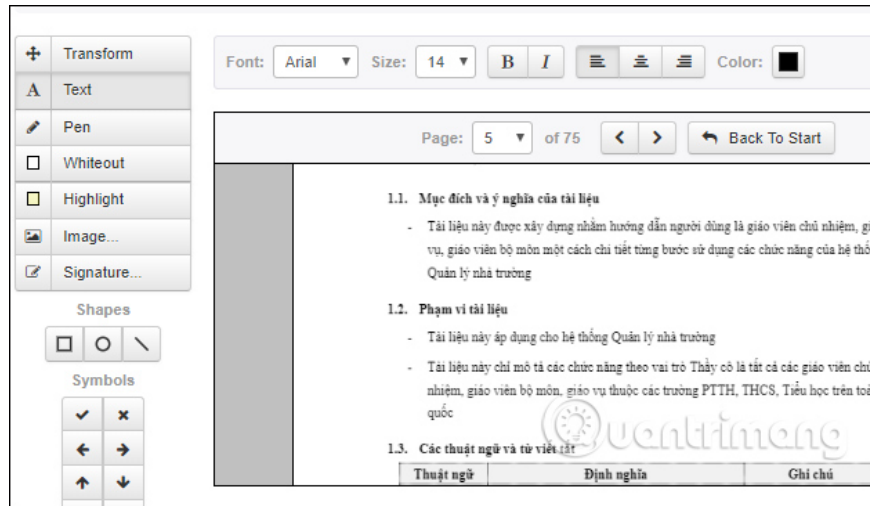 Transform
Text
Pen
Whiteout
Highlight
Image...
Signature...
Shapes
Symbols
Font: Arial Size: 14 B I Color:
Page: 5 of 75 Back To Start
1.1. Mục đích và ý nghĩa của tài liệu
- Tài liệu này được xây dựng nhằm hướng dẫn người dùng là giáo viên chủ nhiệm, gi
vụ, giáo viên bộ môn một cách chi tiết từng bước sử dụng các chức năng của hệ thố
Quản lý nhà trường
1.2. Phạm vi tài liệu
- Tài liệu này áp dụng cho hệ thống Quản lý nhà trường
- Tài liệu này chỉ mô tả các chức năng theo vai trò Thầy cô là tất cả các giáo viên chủ
nhiệm, giáo viên bộ môn, giáo vụ thuộc các trường PTTH, THCS, Tiểu học trên toà
quốc
Quantrimang
1.3. Các thuật ngữ và từ viết tắt
Thuật ngữ Định nghĩa Ghi chú